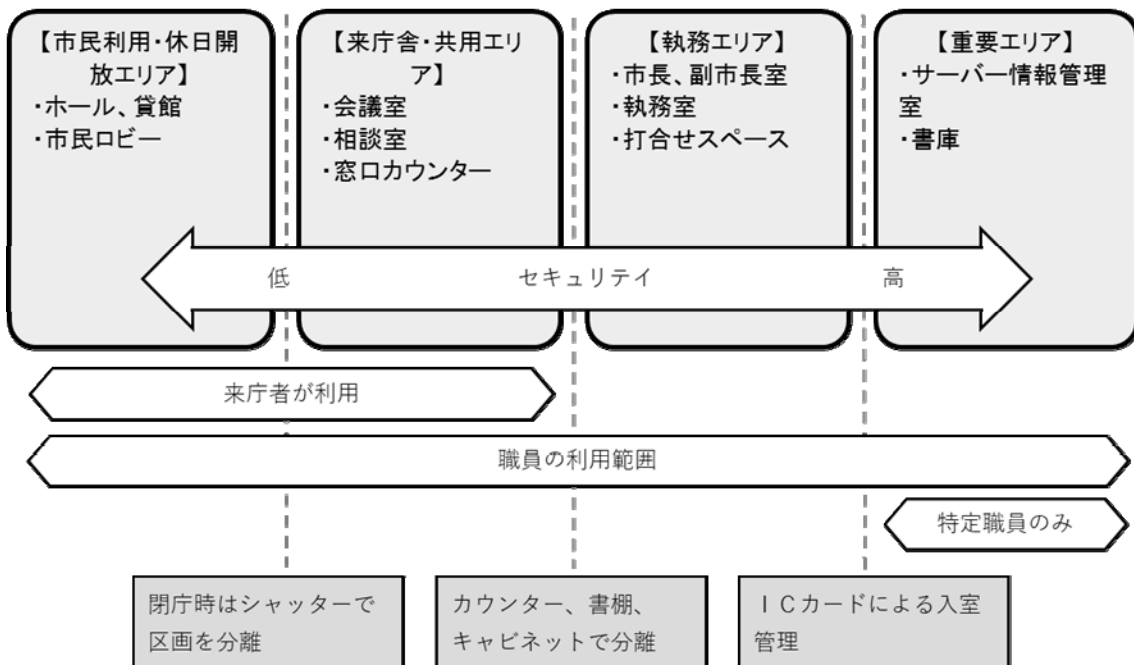 【市民利用・休日開
放エリア】
・ホール、貸館
・市民ロビー
【来庁舎・共用エリ
ア】
・会議室
・相談室
・窓口カウンター
【執務エリア】
・市長、副市長室
・執務室
・打合せスペース
【重要エリア】
・サーバー情報管理
室
・書庫
低 セキュリテイ 高
来庁者が利用
職員の利用範囲
特定職員のみ
閉庁時はシャッターで
区画を分離
カウンター、書棚、
キャビネットで分離
ＩＣカードによる入室
管理